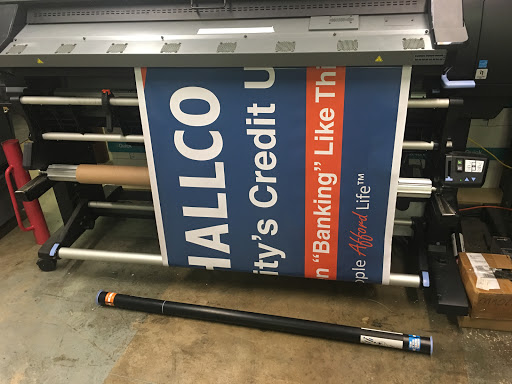 HALLCO
ity's Credit U
n "Banking" Like Thi
ople Afford Life™